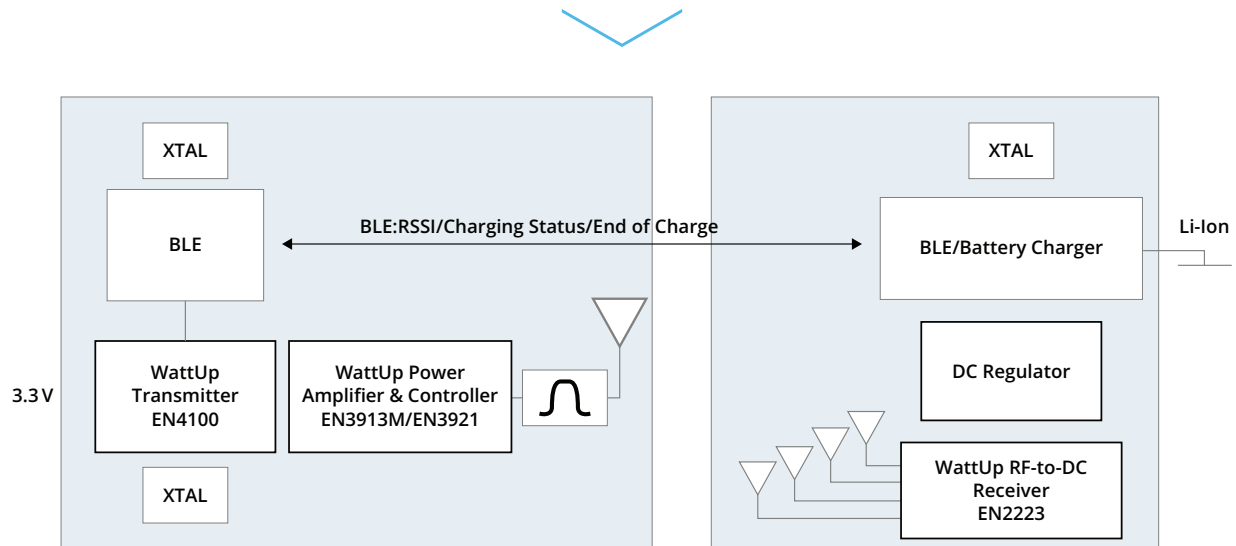 XTAL
BLE
3.3 V
WattUp
Transmitter
EN4100
WattUp Power
Amplifier & Controller
EN3913M/EN3921
XTAL
BLE:RSSI/Charging Status/End of Charge
XTAL
BLE/Battery Charger
Li-Ion
DC Regulator
WattUp RF-to-DC
Receiver
EN2223